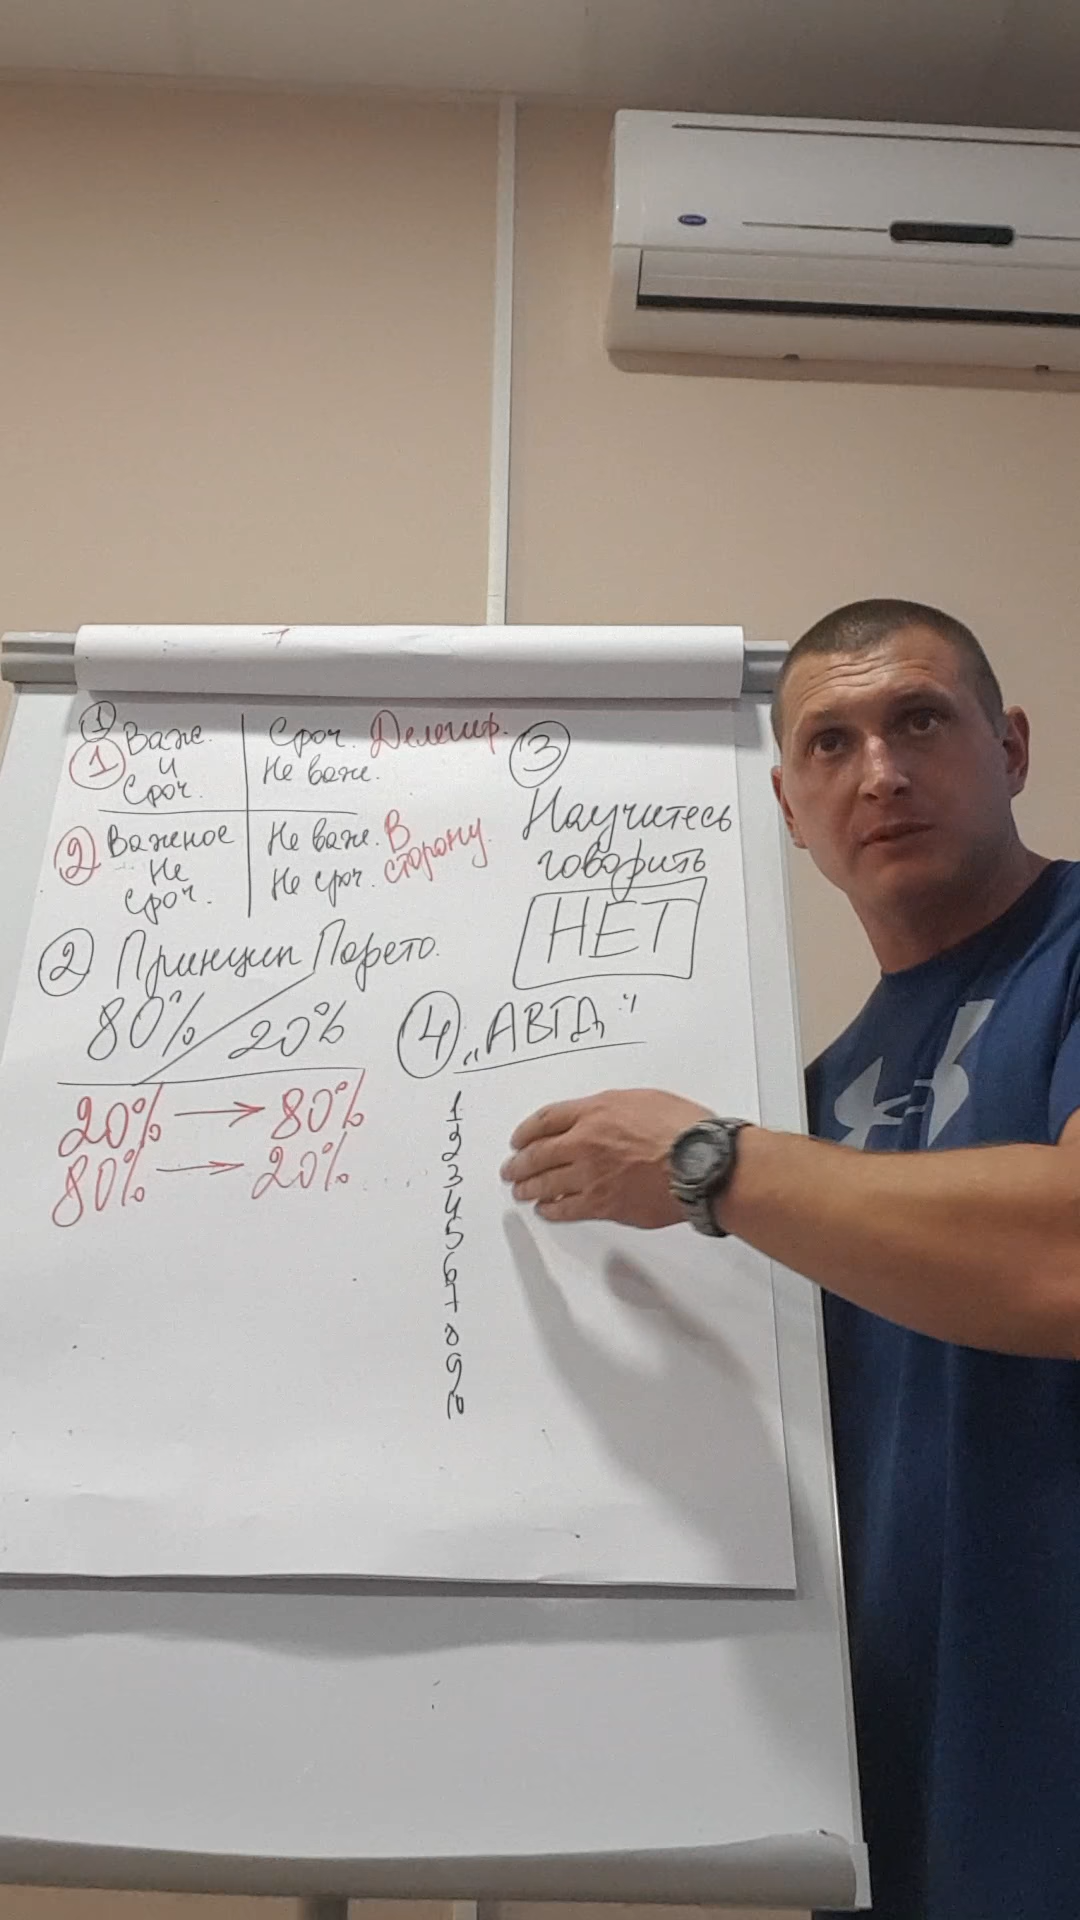 ① Важн. | Сроч. Делегир.
① и | Не важн.
Сроч.
② Важное | Не важн. В
Не | Не сроч. сторону.
сроч.
② Принцип Парето.
80% / 20%
20% → 80%
80% → 20%
③
Научитесь
говорить
НЕТ
④ „АВГД"
1
2
3
4
5
6
7
8
9
10